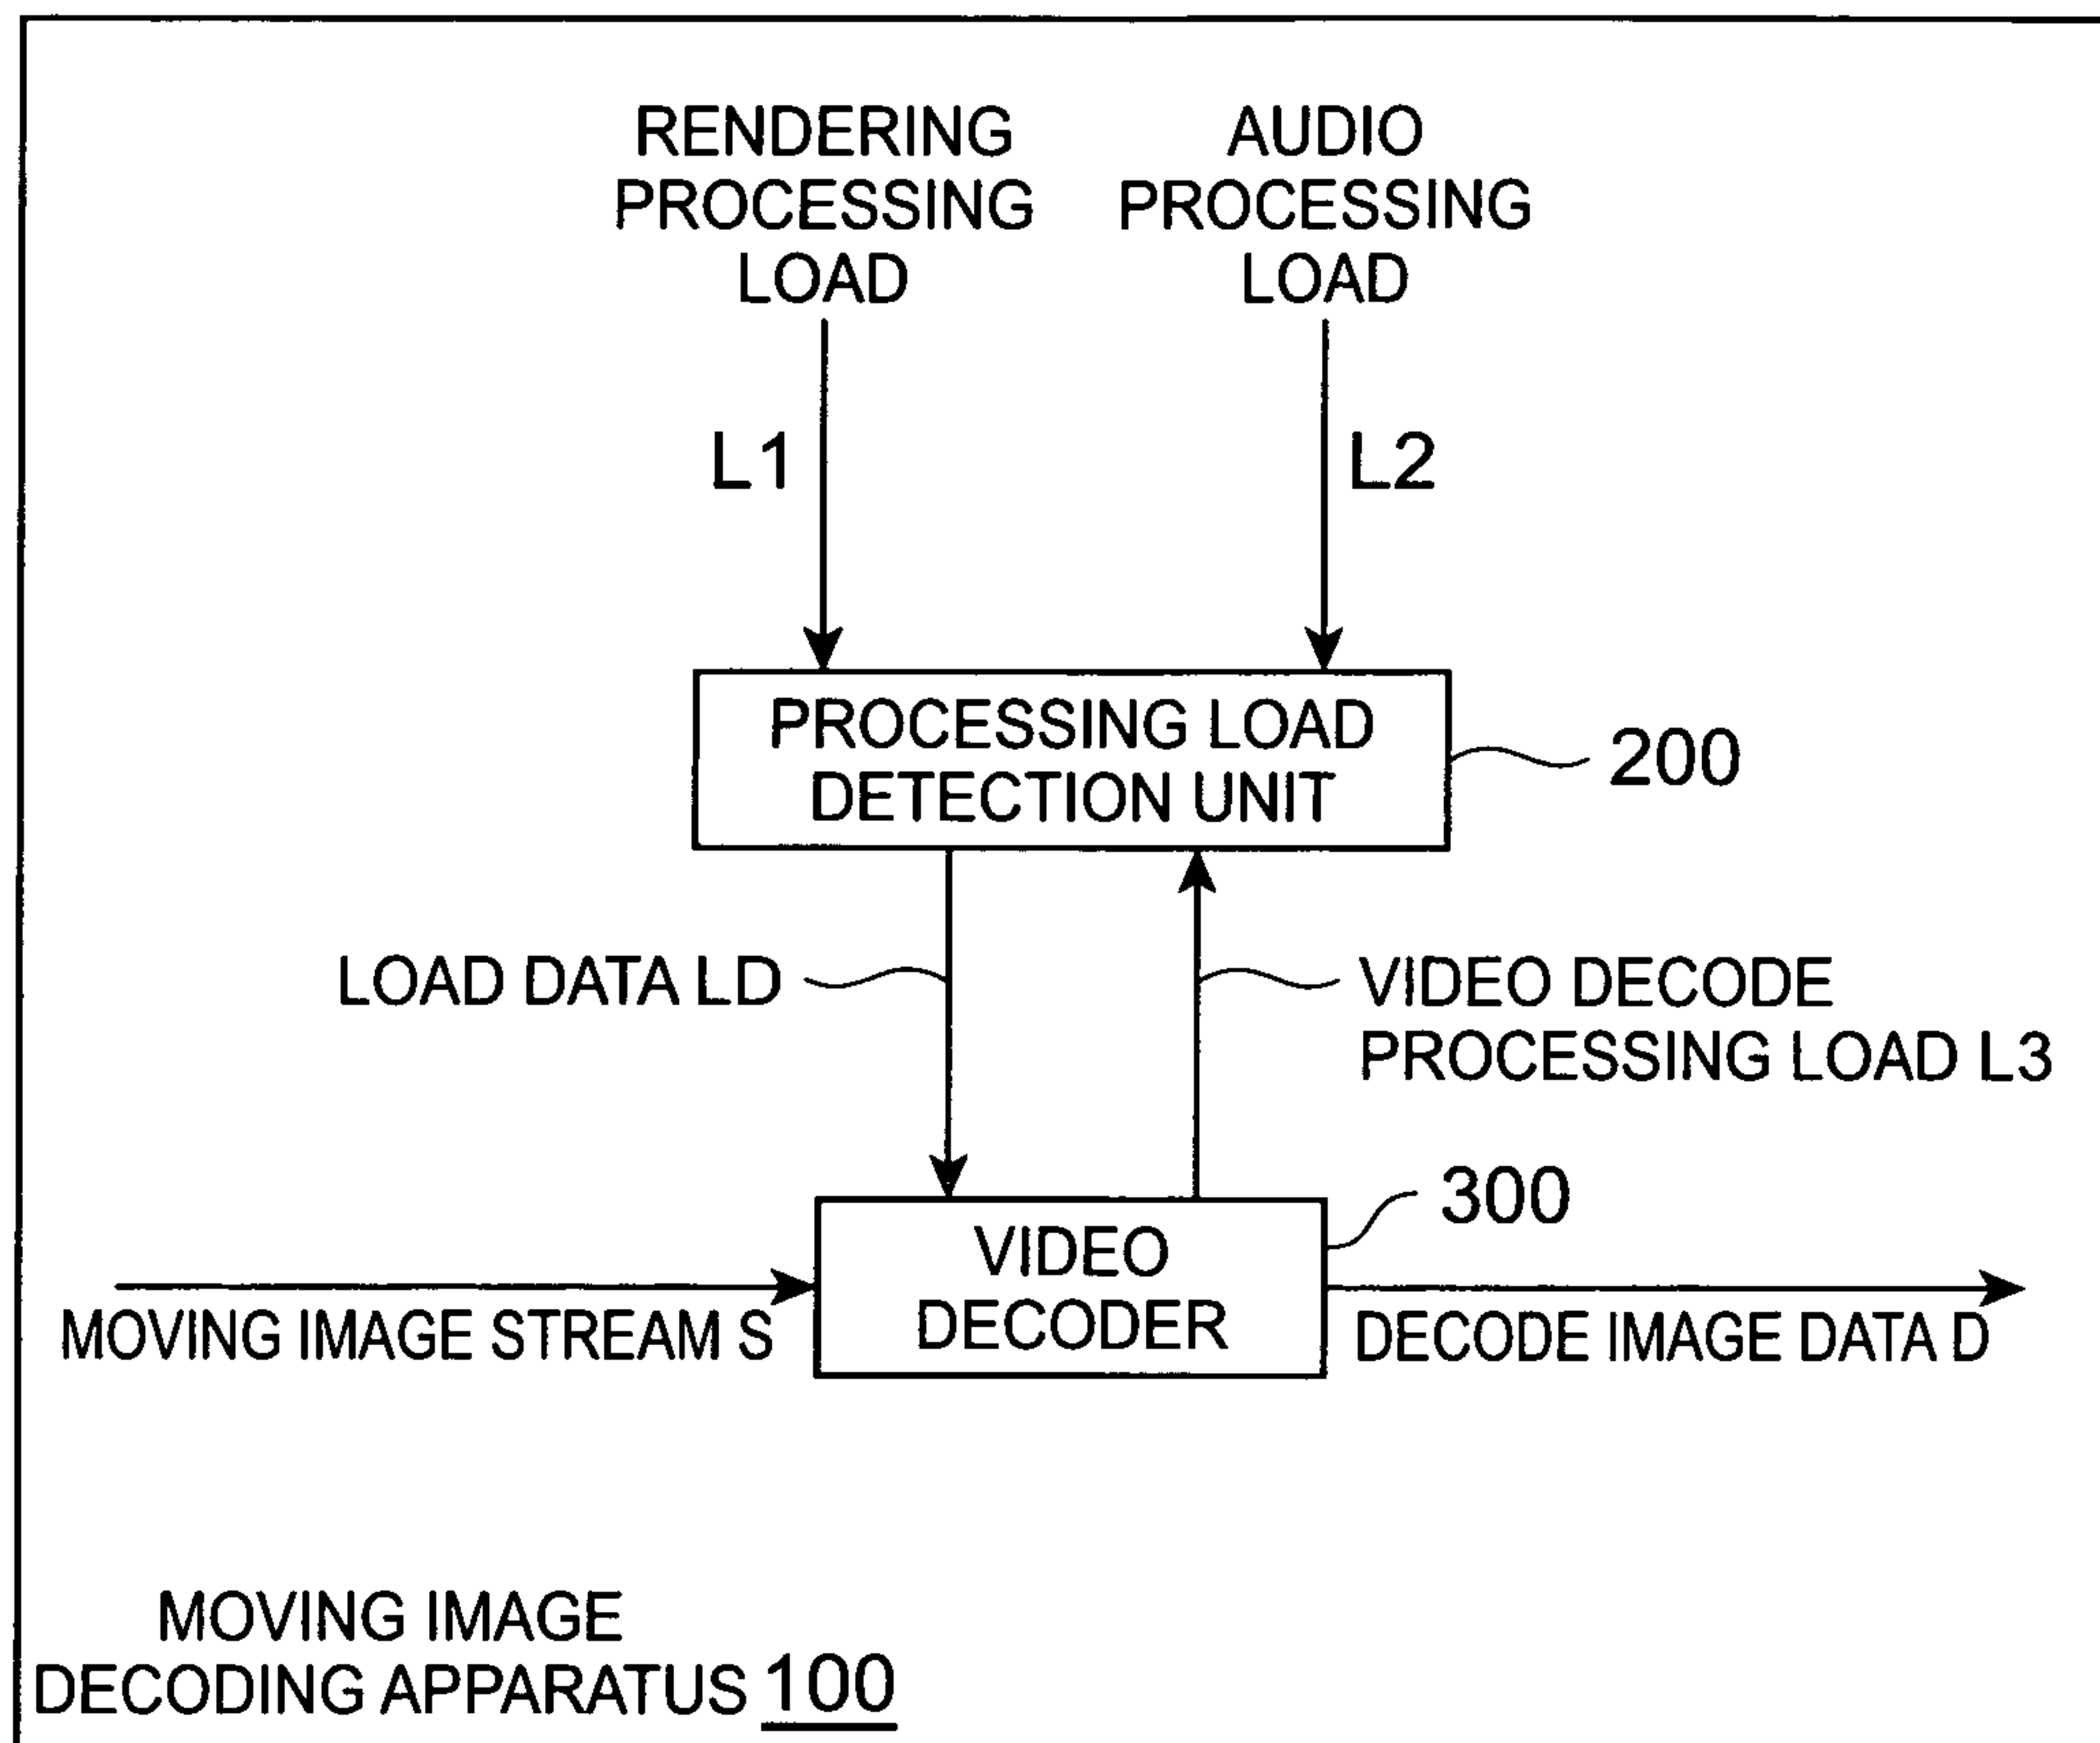 RENDERING
PROCESSING
LOAD
AUDIO
PROCESSING
LOAD
L1
L2
PROCESSING LOAD
DETECTION UNIT
200
LOAD DATA LD
VIDEO DECODE
PROCESSING LOAD L3
300
VIDEO
DECODER
MOVING IMAGE STREAM S
DECODE IMAGE DATA D
MOVING IMAGE
DECODING APPARATUS 100